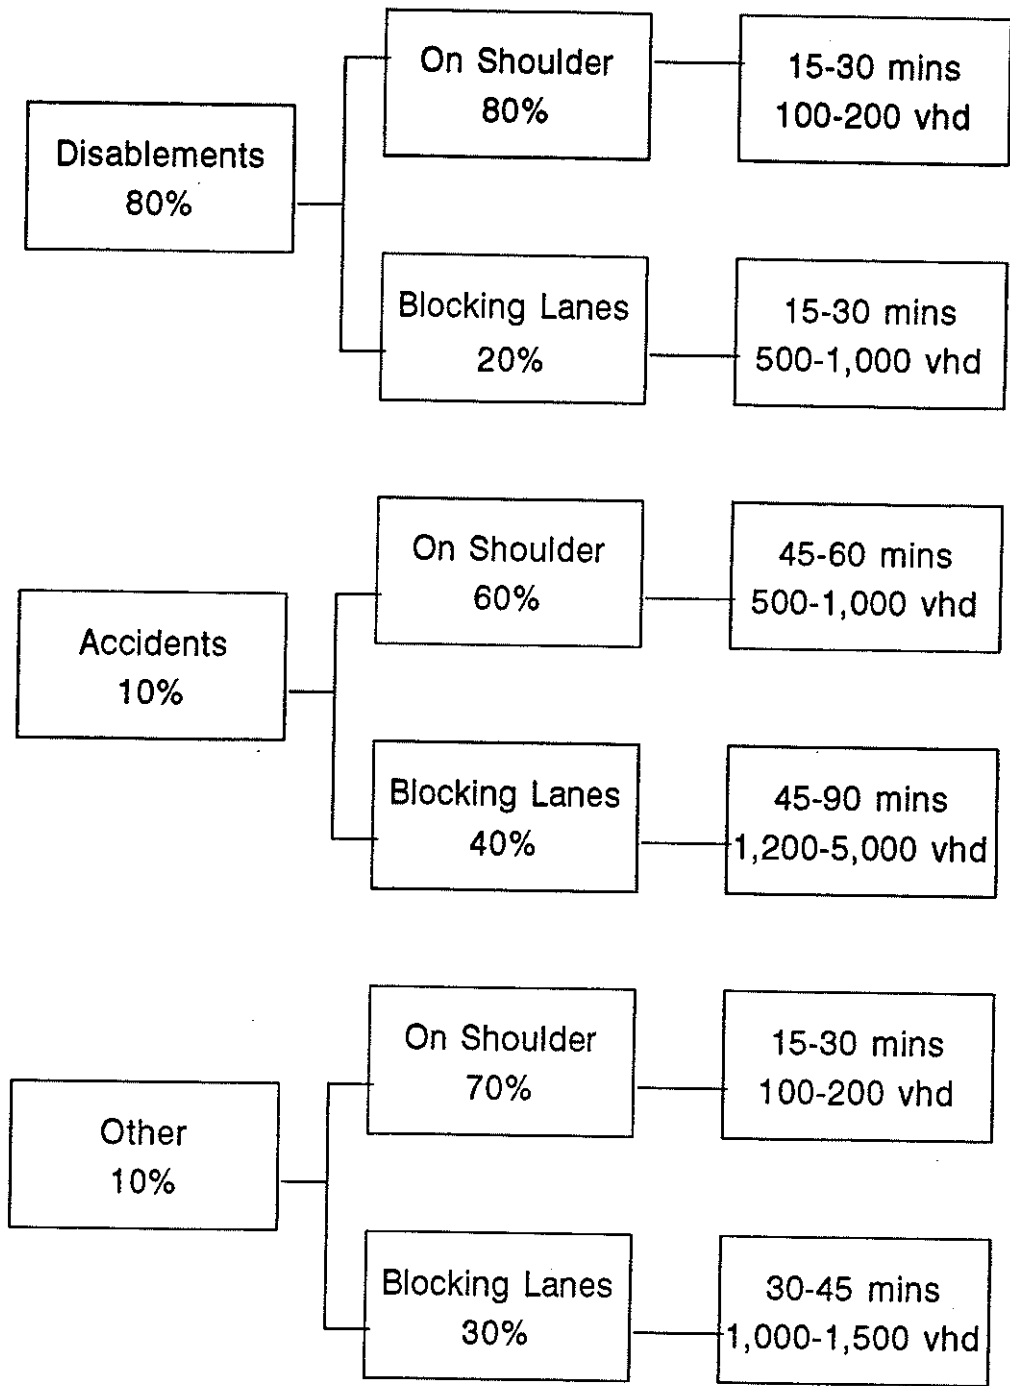 Disablements
80%
On Shoulder
80%
15-30 mins
100-200 vhd
Blocking Lanes
20%
15-30 mins
500-1,000 vhd
Accidents
10%
On Shoulder
60%
45-60 mins
500-1,000 vhd
Blocking Lanes
40%
45-90 mins
1,200-5,000 vhd
Other
10%
On Shoulder
70%
15-30 mins
100-200 vhd
Blocking Lanes
30%
30-45 mins
1,000-1,500 vhd